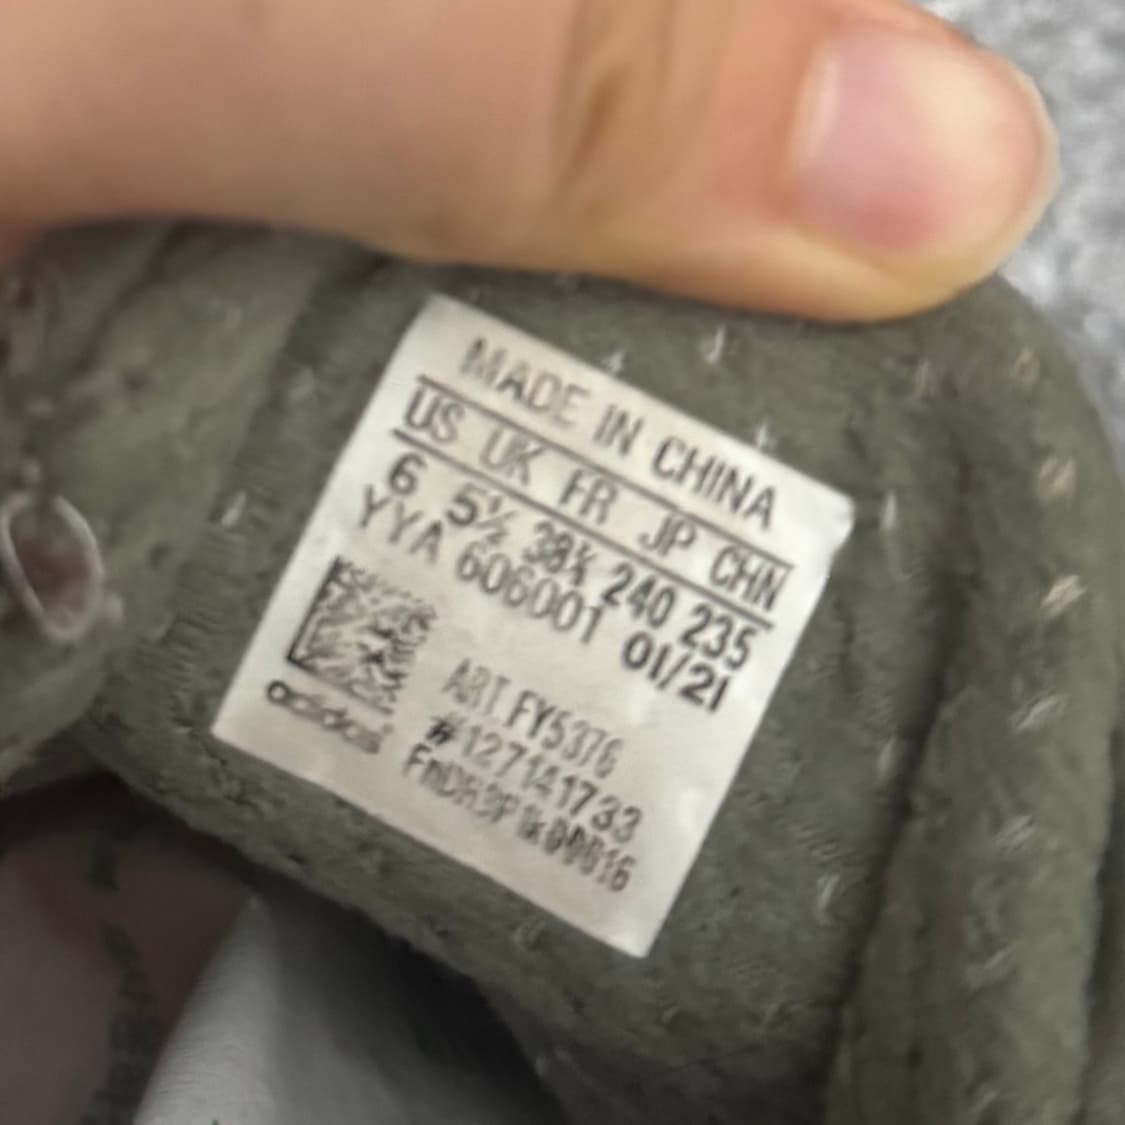 MADE IN CHINA
US UK FR JP CHN
6 5½ 38⅔ 240 235
YYA 606001 01/21
ART FY5376
#127141733
adidas